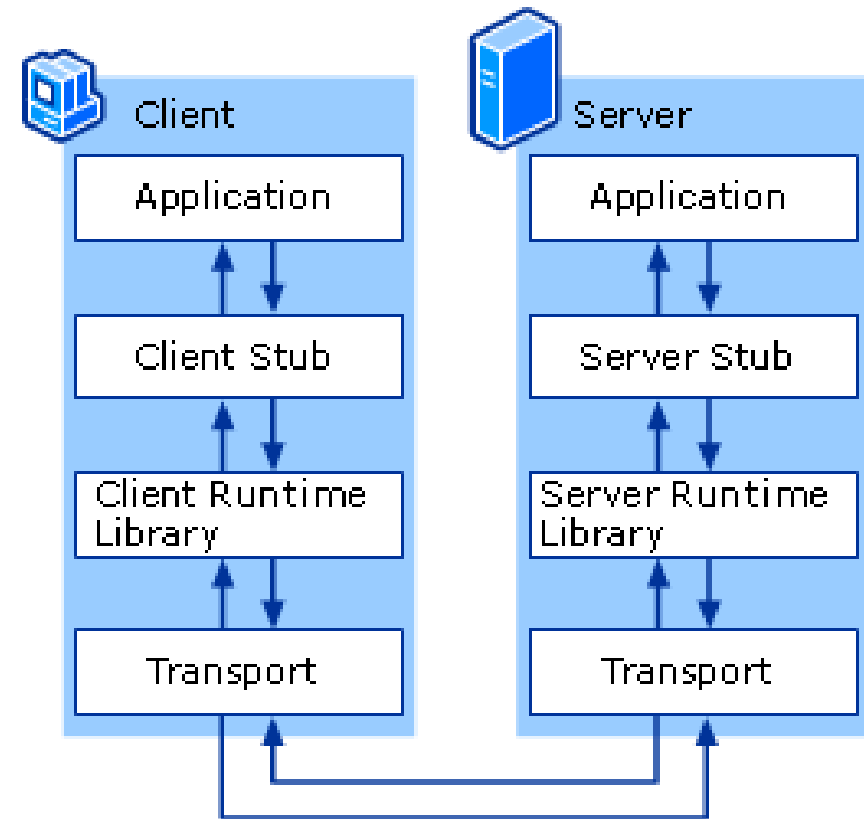 Client
Application
Client Stub
Client Runtime
Library
Transport
Server
Application
Server Stub
Server Runtime
Library
Transport